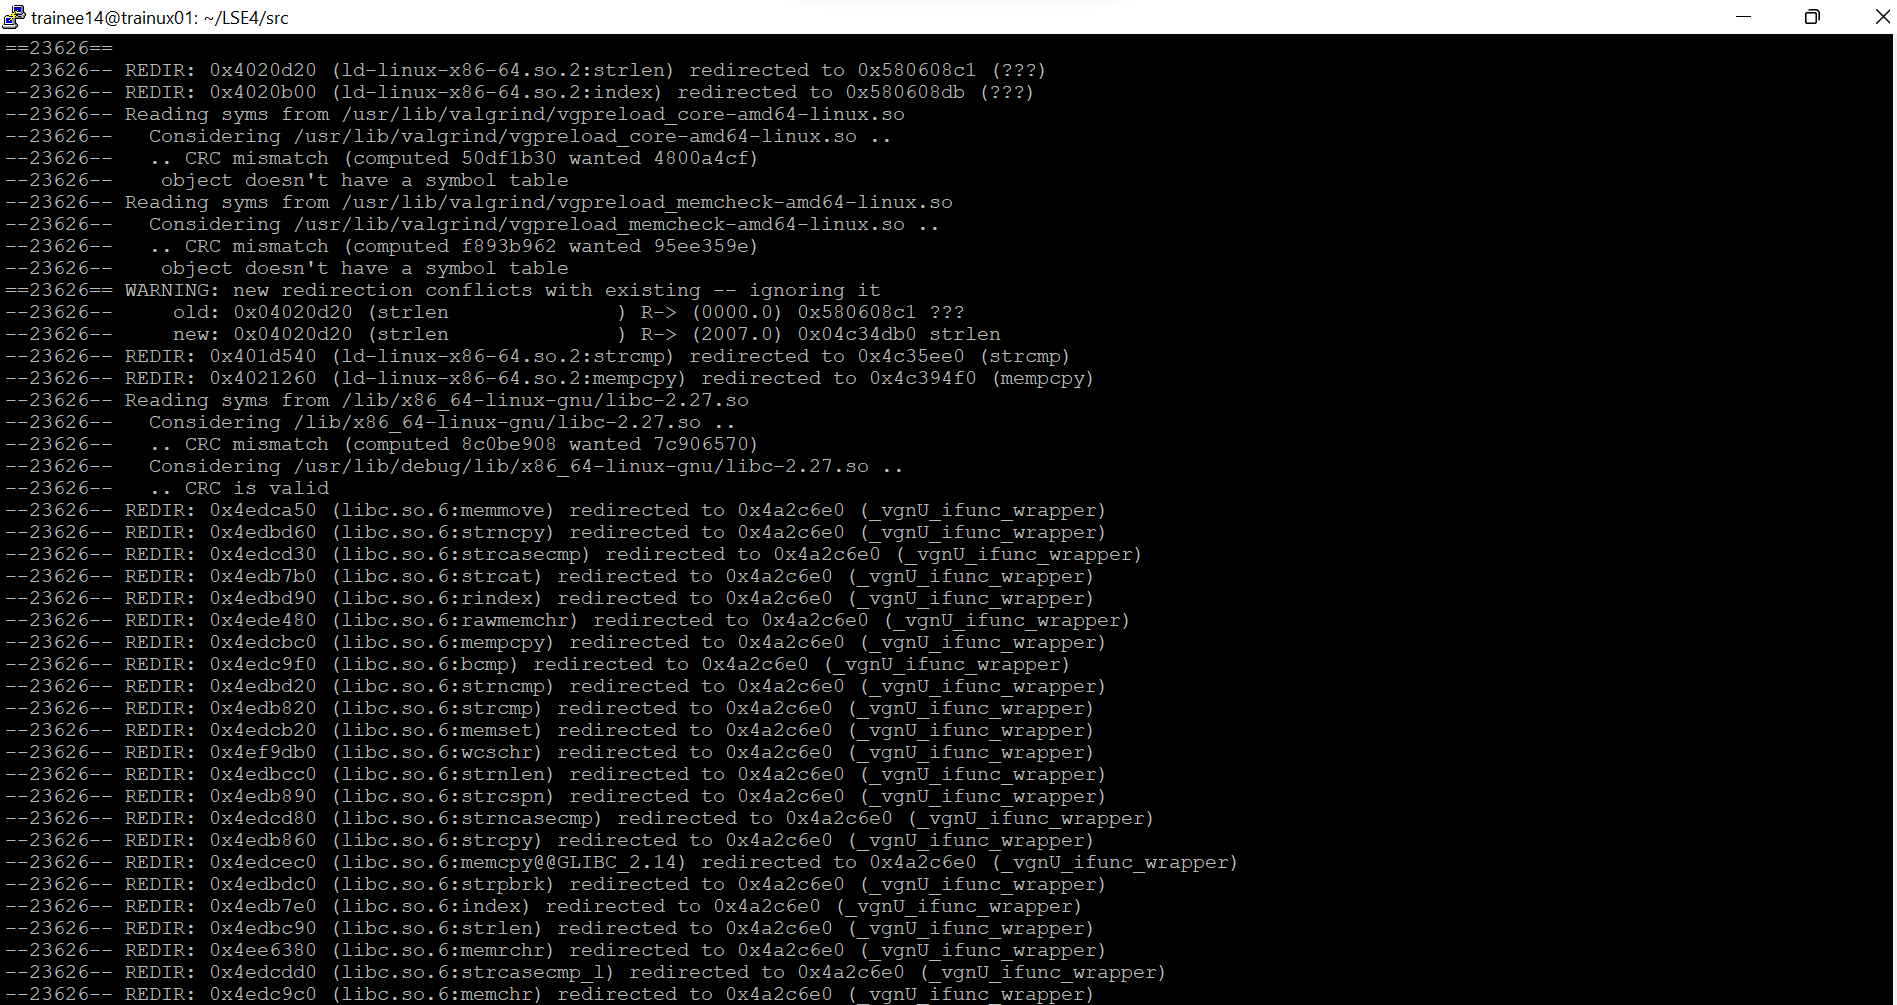 trainee14@trainux01: ~/LSE4/src
==23626==
--23626-- REDIR: 0x4020d20 (ld-linux-x86-64.so.2:strlen) redirected to 0x580608c1 (???)
--23626-- REDIR: 0x4020b00 (ld-linux-x86-64.so.2:index) redirected to 0x580608db (???)
--23626-- Reading syms from /usr/lib/valgrind/vgpreload_core-amd64-linux.so
--23626--   Considering /usr/lib/valgrind/vgpreload_core-amd64-linux.so ..
--23626--   .. CRC mismatch (computed 50df1b30 wanted 4800a4cf)
--23626--    object doesn't have a symbol table
--23626-- Reading syms from /usr/lib/valgrind/vgpreload_memcheck-amd64-linux.so
--23626--   Considering /usr/lib/valgrind/vgpreload_memcheck-amd64-linux.so ..
--23626--   .. CRC mismatch (computed f893b962 wanted 95ee359e)
--23626--    object doesn't have a symbol table
==23626== WARNING: new redirection conflicts with existing -- ignoring it
--23626--     old: 0x04020d20 (strlen              ) R-> (0000.0) 0x580608c1 ???
--23626--     new: 0x04020d20 (strlen              ) R-> (2007.0) 0x04c34db0 strlen
--23626-- REDIR: 0x401d540 (ld-linux-x86-64.so.2:strcmp) redirected to 0x4c35ee0 (strcmp)
--23626-- REDIR: 0x4021260 (ld-linux-x86-64.so.2:mempcpy) redirected to 0x4c394f0 (mempcpy)
--23626-- Reading syms from /lib/x86_64-linux-gnu/libc-2.27.so
--23626--   Considering /lib/x86_64-linux-gnu/libc-2.27.so ..
--23626--   .. CRC mismatch (computed 8c0be908 wanted 7c906570)
--23626--   Considering /usr/lib/debug/lib/x86_64-linux-gnu/libc-2.27.so ..
--23626--   .. CRC is valid
--23626-- REDIR: 0x4edca50 (libc.so.6:memmove) redirected to 0x4a2c6e0 (_vgnU_ifunc_wrapper)
--23626-- REDIR: 0x4edbd60 (libc.so.6:strncpy) redirected to 0x4a2c6e0 (_vgnU_ifunc_wrapper)
--23626-- REDIR: 0x4edcd30 (libc.so.6:strcasecmp) redirected to 0x4a2c6e0 (_vgnU_ifunc_wrapper)
--23626-- REDIR: 0x4edb7b0 (libc.so.6:strcat) redirected to 0x4a2c6e0 (_vgnU_ifunc_wrapper)
--23626-- REDIR: 0x4edbd90 (libc.so.6:rindex) redirected to 0x4a2c6e0 (_vgnU_ifunc_wrapper)
--23626-- REDIR: 0x4ede480 (libc.so.6:rawmemchr) redirected to 0x4a2c6e0 (_vgnU_ifunc_wrapper)
--23626-- REDIR: 0x4edcbc0 (libc.so.6:mempcpy) redirected to 0x4a2c6e0 (_vgnU_ifunc_wrapper)
--23626-- REDIR: 0x4edc9f0 (libc.so.6:bcmp) redirected to 0x4a2c6e0 (_vgnU_ifunc_wrapper)
--23626-- REDIR: 0x4edbd20 (libc.so.6:strncmp) redirected to 0x4a2c6e0 (_vgnU_ifunc_wrapper)
--23626-- REDIR: 0x4edb820 (libc.so.6:strcmp) redirected to 0x4a2c6e0 (_vgnU_ifunc_wrapper)
--23626-- REDIR: 0x4edcb20 (libc.so.6:memset) redirected to 0x4a2c6e0 (_vgnU_ifunc_wrapper)
--23626-- REDIR: 0x4ef9db0 (libc.so.6:wcschr) redirected to 0x4a2c6e0 (_vgnU_ifunc_wrapper)
--23626-- REDIR: 0x4edbcc0 (libc.so.6:strnlen) redirected to 0x4a2c6e0 (_vgnU_ifunc_wrapper)
--23626-- REDIR: 0x4edb890 (libc.so.6:strcspn) redirected to 0x4a2c6e0 (_vgnU_ifunc_wrapper)
--23626-- REDIR: 0x4edcd80 (libc.so.6:strncasecmp) redirected to 0x4a2c6e0 (_vgnU_ifunc_wrapper)
--23626-- REDIR: 0x4edb860 (libc.so.6:strcpy) redirected to 0x4a2c6e0 (_vgnU_ifunc_wrapper)
--23626-- REDIR: 0x4edcec0 (libc.so.6:memcpy@@GLIBC_2.14) redirected to 0x4a2c6e0 (_vgnU_ifunc_wrapper)
--23626-- REDIR: 0x4edbdc0 (libc.so.6:strpbrk) redirected to 0x4a2c6e0 (_vgnU_ifunc_wrapper)
--23626-- REDIR: 0x4edb7e0 (libc.so.6:index) redirected to 0x4a2c6e0 (_vgnU_ifunc_wrapper)
--23626-- REDIR: 0x4edbc90 (libc.so.6:strlen) redirected to 0x4a2c6e0 (_vgnU_ifunc_wrapper)
--23626-- REDIR: 0x4ee6380 (libc.so.6:memrchr) redirected to 0x4a2c6e0 (_vgnU_ifunc_wrapper)
--23626-- REDIR: 0x4edcdd0 (libc.so.6:strcasecmp_l) redirected to 0x4a2c6e0 (_vgnU_ifunc_wrapper)
--23626-- REDIR: 0x4edc9c0 (libc.so.6:memchr) redirected to 0x4a2c6e0 (_vgnU_ifunc_wrapper)